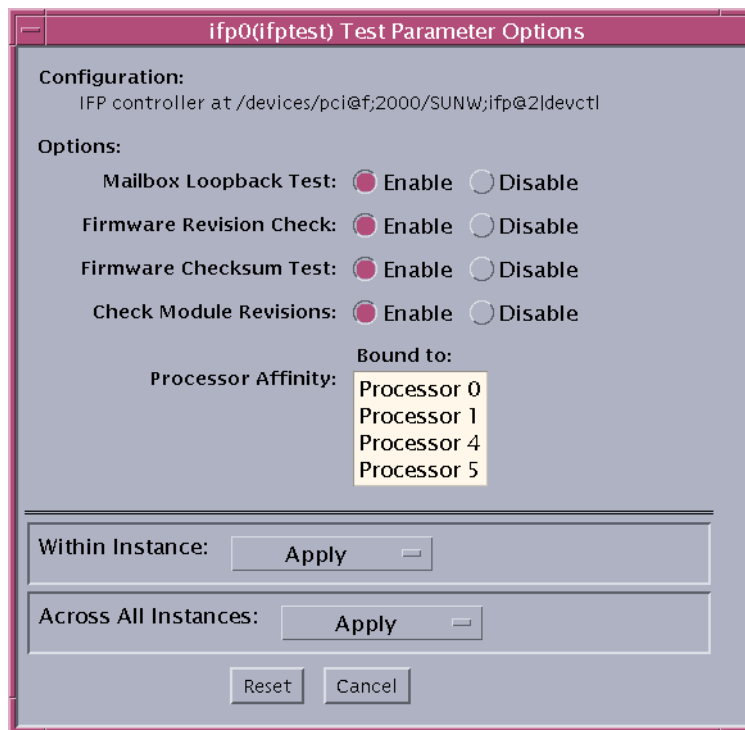 ifp0(ifptest) Test Parameter Options
Configuration:
IFP controller at /devices/pci@f;2000/SUNW;ifp@2|devctl
Options:
Mailbox Loopback Test: Enable Disable
Firmware Revision Check: Enable Disable
Firmware Checksum Test: Enable Disable
Check Module Revisions: Enable Disable
Bound to:
Processor Affinity:
Processor 0
Processor 1
Processor 4
Processor 5
Within Instance: Apply
Across All Instances: Apply
Reset Cancel